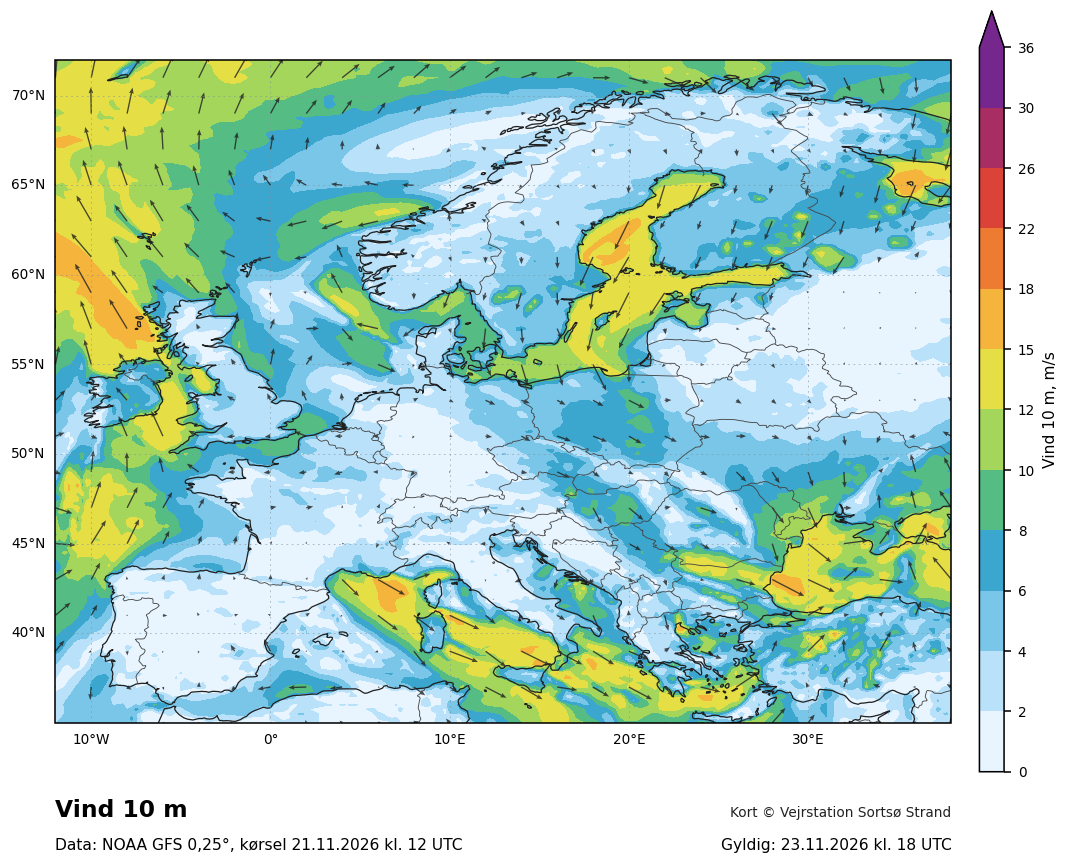 36
30
26
22
18
15
12
10
8
6
4
2
0
Vind 10 m, m/s
70°N
65°N
60°N
55°N
50°N
45°N
40°N
10°W
0°
10°E
20°E
30°E
Vind 10 m
Kort © Vejrstation Sortsø Strand
Data: NOAA GFS 0,25°, kørsel 21.11.2026 kl. 12 UTC
Gyldig: 23.11.2026 kl. 18 UTC